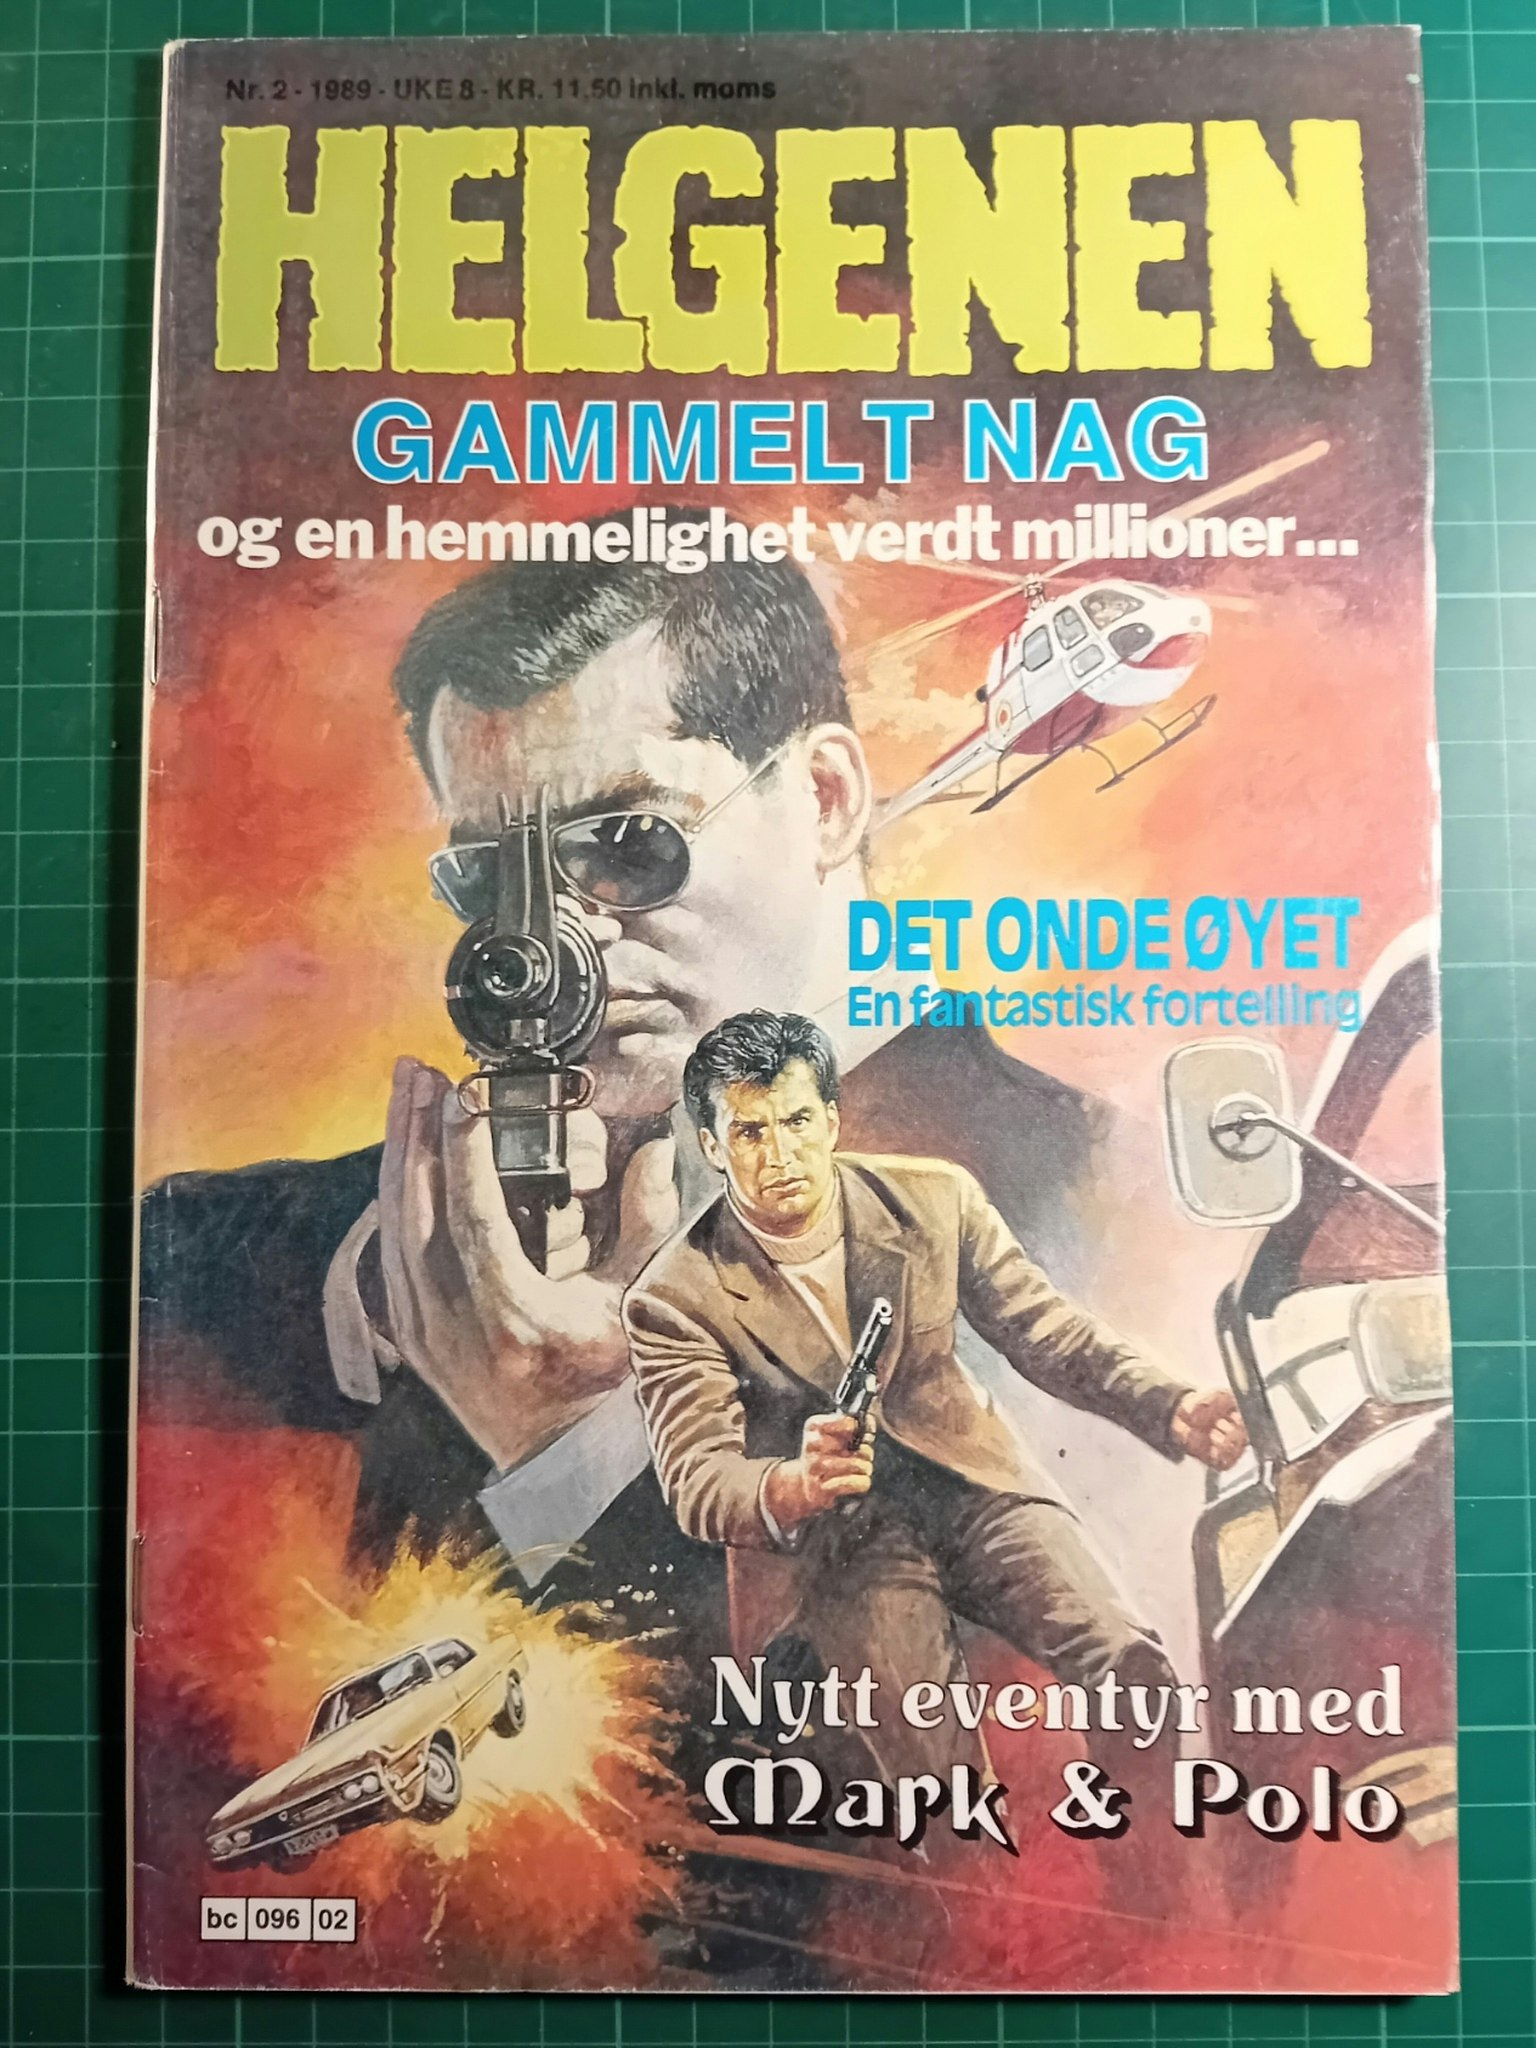 Nr. 2 - 1989 - UKE 8 - KR. 11.50 inkl. moms
HELGENEN
GAMMELT NAG
og en hemmelighet verdt millioner...
DET ONDE ØYET
En fantastisk fortelling
Nytt eventyr med
Mark & Polo
bc 096 02